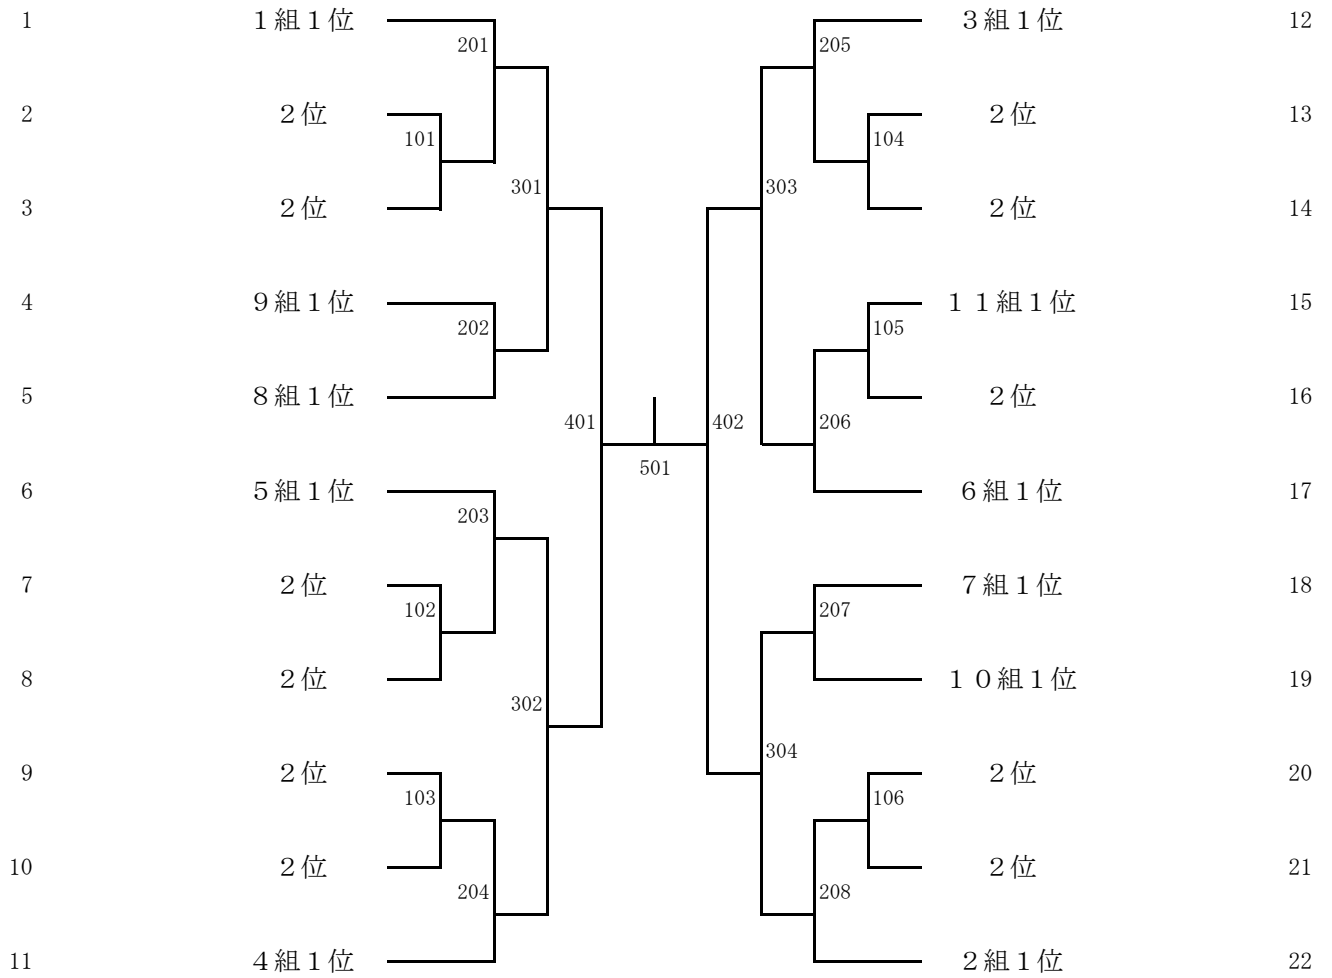 1 １組１位 ３組１位 12
201 205
2 ２位 ２位 13
101 104
301 303
3 ２位 ２位 14
4 ９組１位 １１組１位 15
202 105
5 ８組１位 ２位 16
401 402 206
501
6 ５組１位 ６組１位 17
203
7 ２位 ７組１位 18
102 207
8 ２位 １０組１位 19
302
304
9 ２位 ２位 20
103 106
10 ２位 ２位 21
204 208
11 ４組１位 ２組１位 22